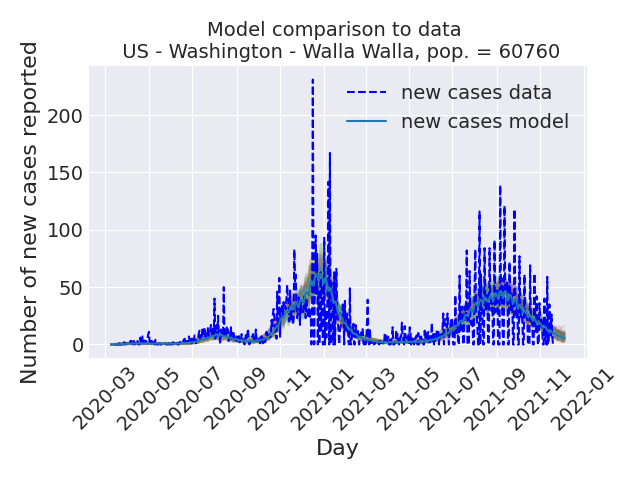 Model comparison to data
US - Washington - Walla Walla, pop. = 60760
Number of new cases reported
200
150
100
50
0
new cases data
new cases model
2020-03
2020-05
2020-07
2020-09
2020-11
2021-01
2021-03
2021-05
2021-07
2021-09
2021-11
2022-01
Day